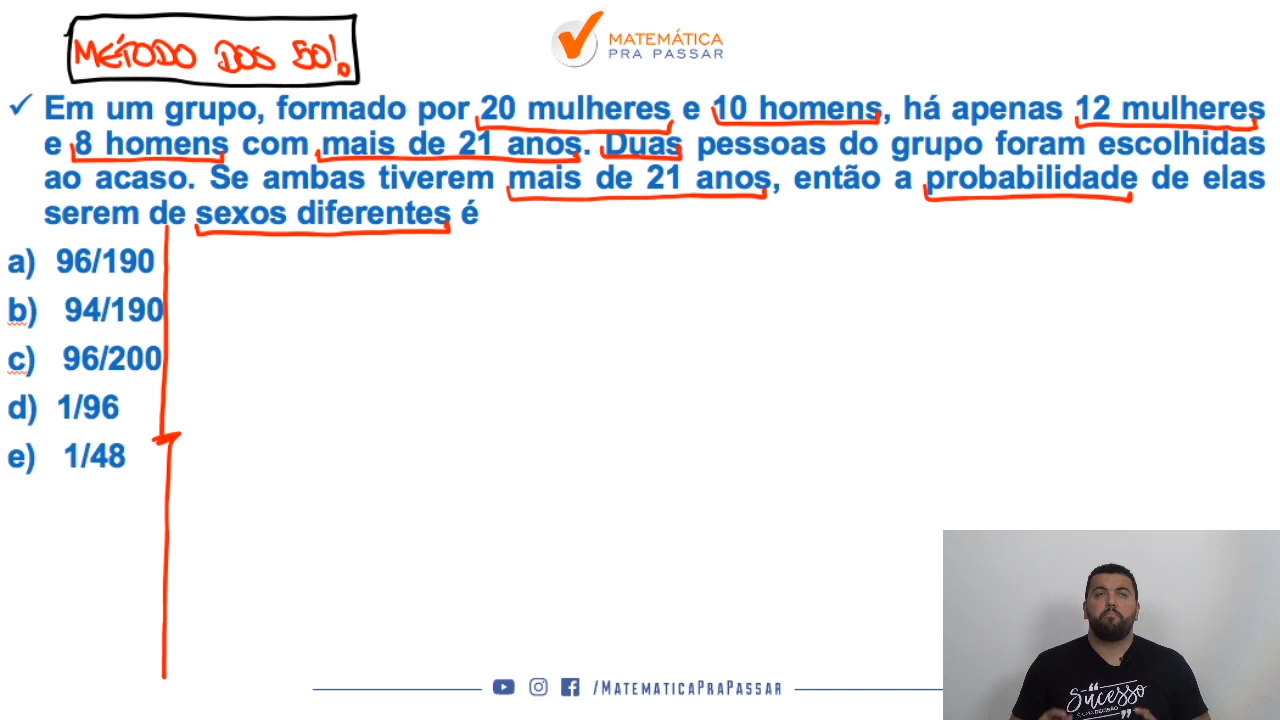 MÉTODO DOS 50!
MATEMÁTICA
PRA PASSAR
✓ Em um grupo, formado por 20 mulheres e 10 homens, há apenas 12 mulheres
e 8 homens com mais de 21 anos. Duas pessoas do grupo foram escolhidas
ao acaso. Se ambas tiverem mais de 21 anos, então a probabilidade de elas
serem de sexos diferentes é
a) 96/190
b) 94/190
c) 96/200
d) 1/96
e) 1/48
"Sucesso
/MATEMATICAPRAPASSAR